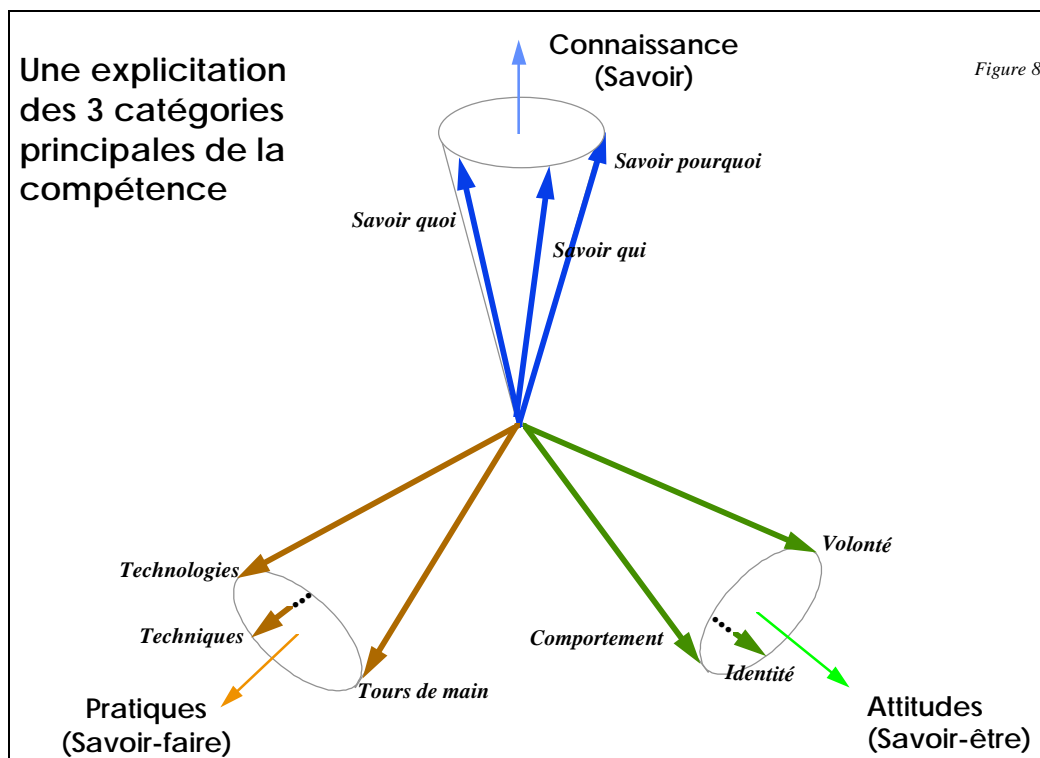 Une explicitation
des 3 catégories
principales de la
compétence
Connaissance
(Savoir)
Figure 8
Savoir pourquoi
Savoir quoi
Savoir qui
Technologies
Techniques
Tours de main
Pratiques
(Savoir-faire)
Volonté
Comportement
Identité
Attitudes
(Savoir-être)